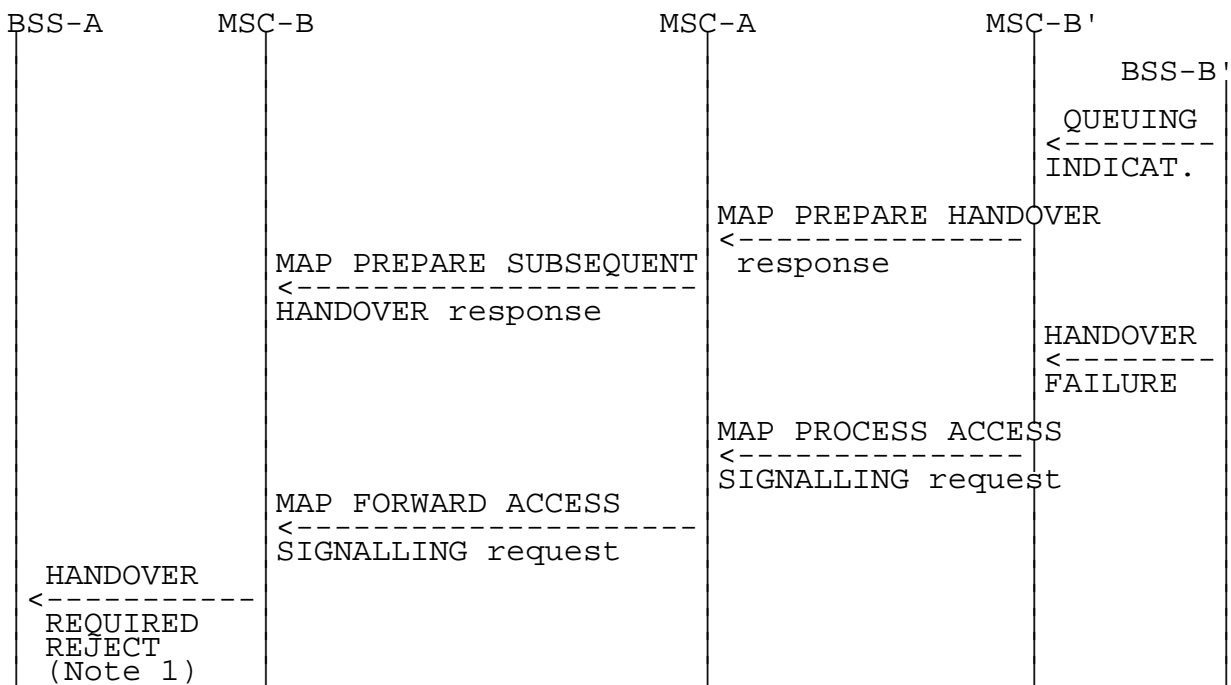 BSS-A MSC-B MSC-A MSC-B'
BSS-B'
QUEUING
<--------
INDICAT.
MAP PREPARE HANDOVER
<---------------
MAP PREPARE SUBSEQUENT response
<---------------------
HANDOVER response
HANDOVER
<--------
FAILURE
MAP PROCESS ACCESS
<---------------
SIGNALLING request
MAP FORWARD ACCESS
<---------------------
SIGNALLING request
HANDOVER
<-----------
REQUIRED
REJECT
(Note 1)